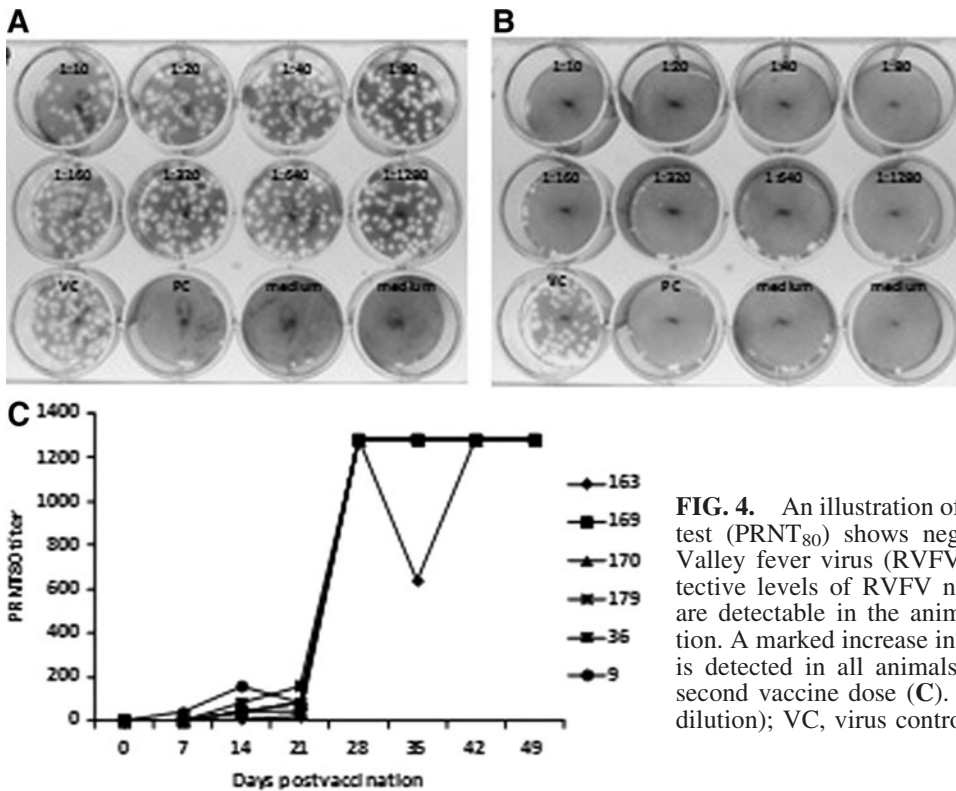 A
B
1:10 1:20 1:40 1:80
1:160 1:320 1:640 1:1280
VC PC medium medium
1:10 1:20 1:40 1:80
1:160 1:320 1:640 1:1280
VC PC medium medium
C
1400
1200
1000
800
600
400
200
0
PRNT80 titer
0 7 14 21 28 35 42 49
Days postvaccination
163
169
170
179
36
9
FIG. 4. An illustration of
test (PRNT80) shows neg
Valley fever virus (RVFV
tective levels of RVFV n
are detectable in the anim
tion. A marked increase in
is detected in all animals
second vaccine dose (C).
dilution); VC, virus control